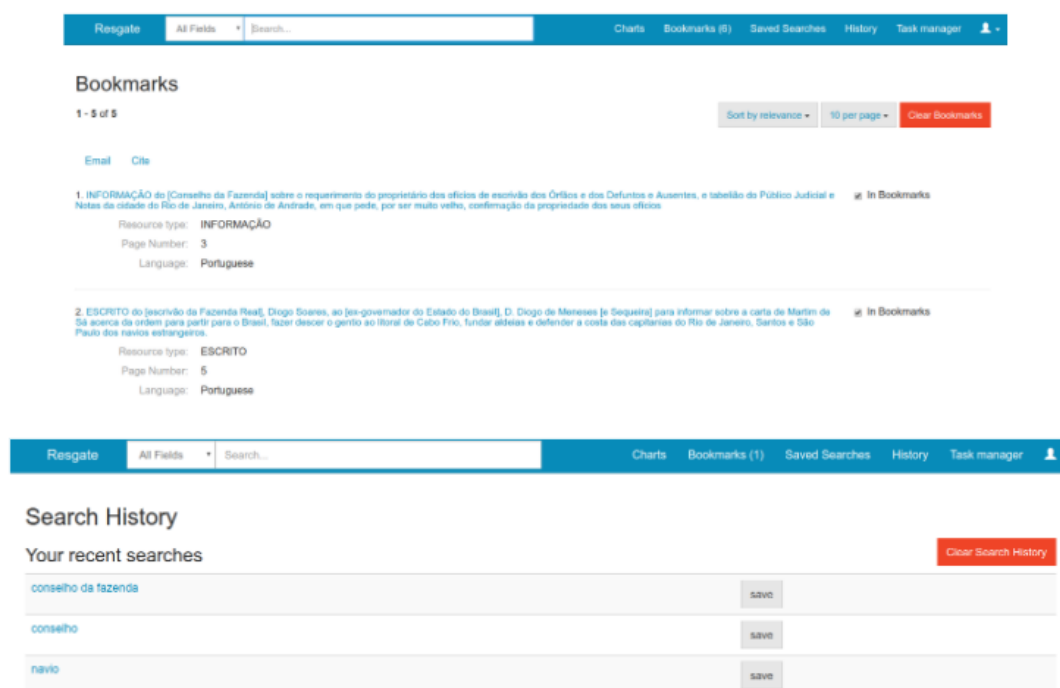 Resgate All Fields Search... Charts Bookmarks (6) Saved Searches History Task manager
Bookmarks
1 - 5 of 5
Sort by relevance 10 per page Clear Bookmarks
Email Cite
1. INFORMAÇÃO do [Conselho da Fazenda] sobre o requerimento do proprietário dos ofícios de escrivão dos Órfãos e dos Defuntos e Ausentes, e tabelião do Público Judicial e In Bookmarks
Notas da cidade do Rio de Janeiro, António de Andrade, em que pede, por ser muito velho, confirmação da propriedade dos seus ofícios
Resource type: INFORMAÇÃO
Page Number: 3
Language: Portuguese
2. ESCRITO do [escrivão da Fazenda Real], Diogo Soares, ao [ex-governador do Estado do Brasil], D. Diogo de Meneses [e Sequeira] para informar sobre a carta de Martim de In Bookmarks
Sá acerca da ordem para partir para o Brasil, fazer descer o gentio ao litoral de Cabo Frio, fundar aldeias e defender a costa das capitanias do Rio de Janeiro, Santos e São
Paulo dos navios estrangeiros.
Resource type: ESCRITO
Page Number: 5
Language: Portuguese
Resgate All Fields Search... Charts Bookmarks (1) Saved Searches History Task manager
Search History
Your recent searches Clear Search History
conselho da fazenda save
conselho save
navio save